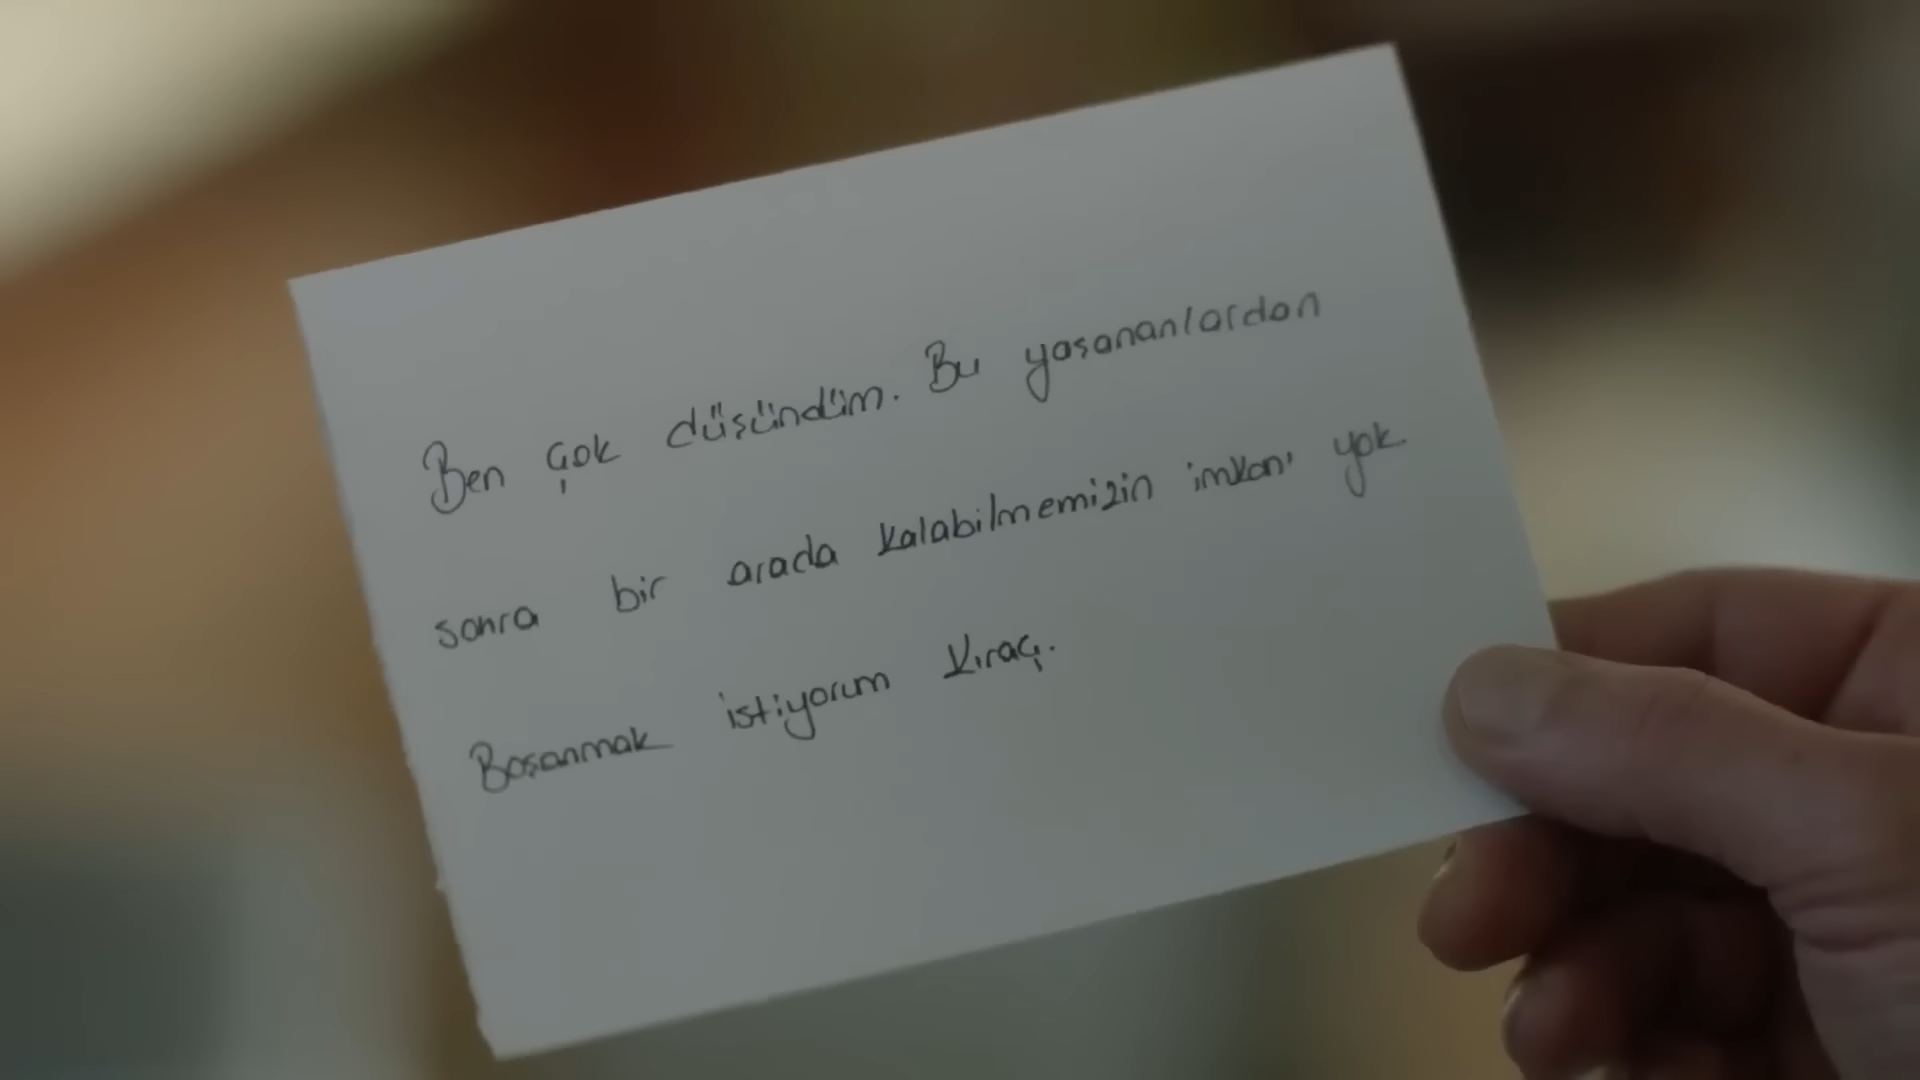 Ben çok düşündüm. Bu yaşananlardan
sonra bir arada kalabilmemizin imkanı yok
Boşanmak istiyorum Kıraç.